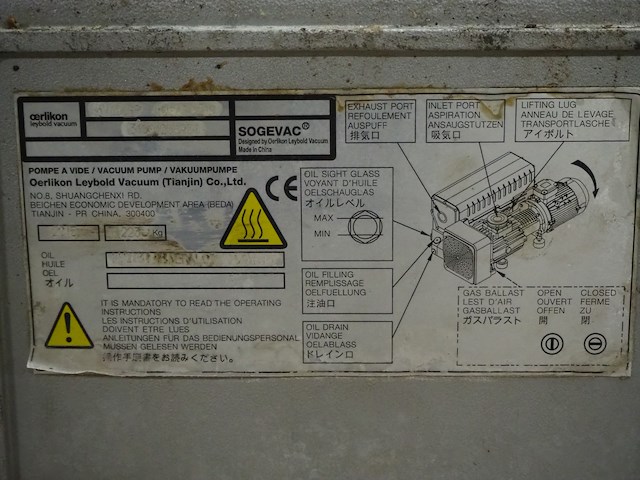 œrlikon
leybold vacuum
SOGEVAC®
Designed by Oerlikon Leybold Vacuum
Made in China
POMPE A VIDE / VACUUM PUMP / VAKUUMPUMPE
Oerlikon Leybold Vacuum (Tianjin) Co.,Ltd.
NO.8, SHUANGCHENXI RD.
BEICHEN ECONOMIC DEVELOPMENT AREA (BEDA)
TIANJIN - PR CHINA, 300400
Kg
CE
OIL
HUILE
OEL
オイル
IT IS MANDATORY TO READ THE OPERATING
INSTRUCTIONS
LES INSTRUCTIONS D'UTILISATION
DOIVENT ETRE LUES
ANLEITUNGEN FÜR DAS BEDIENUNGSPERSONAL
MÜSSEN GELESEN WERDEN
操作手順書をお読みください。
EXHAUST PORT
REFOULEMENT
AUSPUFF
排気口
INLET PORT
ASPIRATION
ANSAUGSTUTZEN
吸気口
LIFTING LUG
ANNEAU DE LEVAGE
TRANSPORTLASCHE
アイボルト
OIL SIGHT GLASS
VOYANT D'HUILE
OELSCHAUGLAS
オイルレベル
MAX
MIN
OIL FILLING
REMPLISSAGE
OELFUELLUNG
注油口
OIL DRAIN
VIDANGE
OELABLASS
ドレイン口
GAS BALLAST
LEST D'AIR
GASBALLAST
ガスバラスト
OPEN
OUVERT
OFFEN
開
CLOSED
FERME
ZU
閉